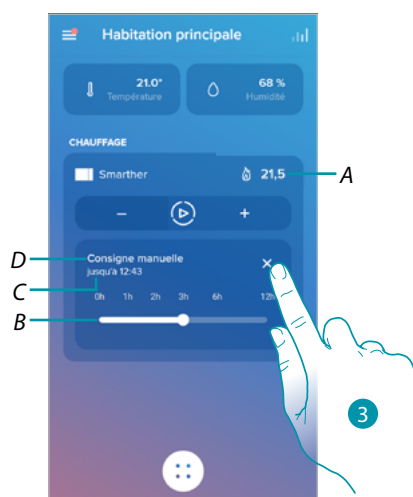 Habitation principale
21.0°
Température
68 %
Humidité
CHAUFFAGE
Smarther
21,5
A
–
+
D
Consigne manuelle
C
jusqu'à 12:43
0h 1h 2h 3h 6h 12h
B
3